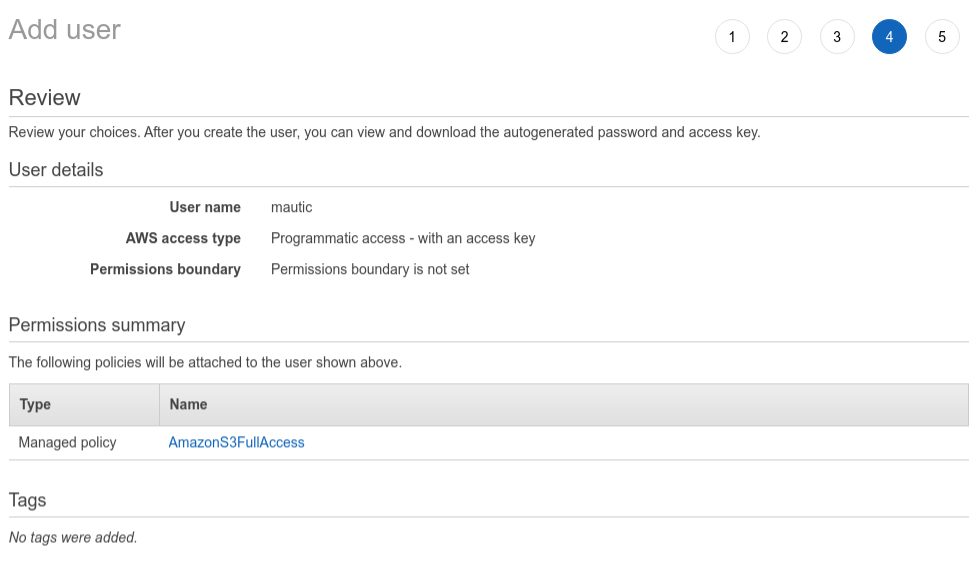 Add user
1 2 3 4 5
Review
Review your choices. After you create the user, you can view and download the autogenerated password and access key.
User details
User name mautic
AWS access type Programmatic access - with an access key
Permissions boundary Permissions boundary is not set
Permissions summary
The following policies will be attached to the user shown above.
Type Name
Managed policy AmazonS3FullAccess
Tags
No tags were added.